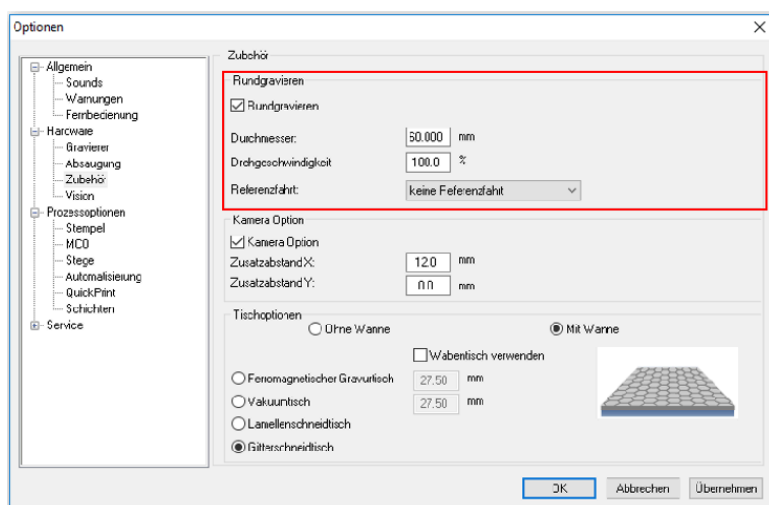 Optionen
Allgemein
Sounds
Warnungen
Fernbedienung
Hardware
Gravierer
Absaugung
Zubehör
Vision
Prozessoptionen
Stempel
MCO
Stege
Automatisierung
QuickPrint
Schichten
Service
Zubehör
Rundgravieren
Rundgravieren
Durchmesser: 60.000 mm
Drehgeschwindigkeit 100.0 %
Referenzfahrt: keine Referenzfahrt
Kamera Option
Kamera Option
Zusatzabstand X: 12.0 mm
Zusatzabstand Y: 0.0 mm
Tischoptionen
Ohne Wanne Mit Wanne
Wabentisch verwenden
Ferromagnetischer Gravurtisch 27.50 mm
Vakuumtisch 27.50 mm
Lamellenschneidtisch
Gitterschneidtisch
OK Abbrechen Übernehmen